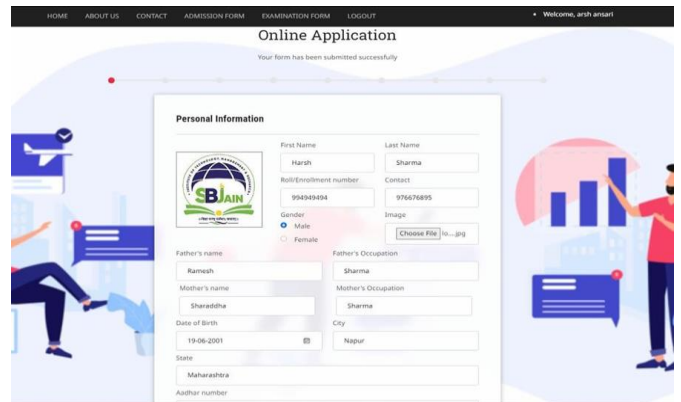 HOME ABOUT US CONTACT ADMISSION FORM EXAMINATION FORM LOGOUT Welcome, arsh ansari
Online Application
Your form has been submitted successfully
Personal Information
First Name Last Name
Harsh Sharma
Roll/Enrollment number Contact
994949494 976676895
Gender Image
Male
Female
Choose File lo....jpg
SBJAIN
Father's name Father's Occupation
Ramesh Sharma
Mother's name Mother's Occupation
Sharaddha Sharma
Date of Birth City
19-06-2001 Napur
State
Maharashtra
Aadhar number